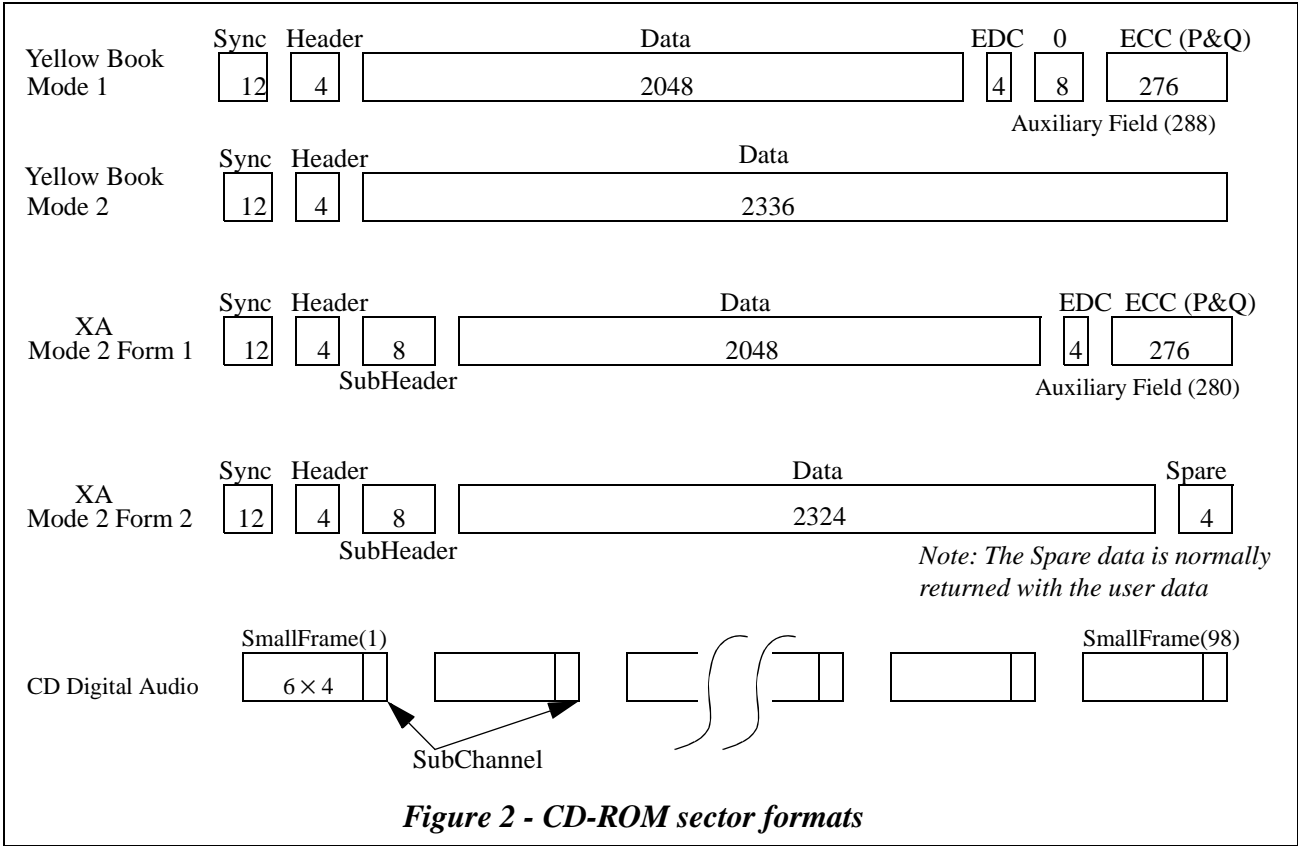 Sync Header Data EDC 0 ECC (P&Q)
Yellow Book
Mode 1
12 4 2048 4 8 276
Auxiliary Field (288)
Sync Header Data
Yellow Book
Mode 2
12 4 2336
Sync Header Data EDC ECC (P&Q)
XA
Mode 2 Form 1
12 4 8 2048 4 276
SubHeader
Auxiliary Field (280)
Sync Header Data Spare
XA
Mode 2 Form 2
12 4 8 2324 4
SubHeader
Note: The Spare data is normally
returned with the user data
SmallFrame(1) SmallFrame(98)
CD Digital Audio
6 × 4
SubChannel
Figure 2 - CD-ROM sector formats